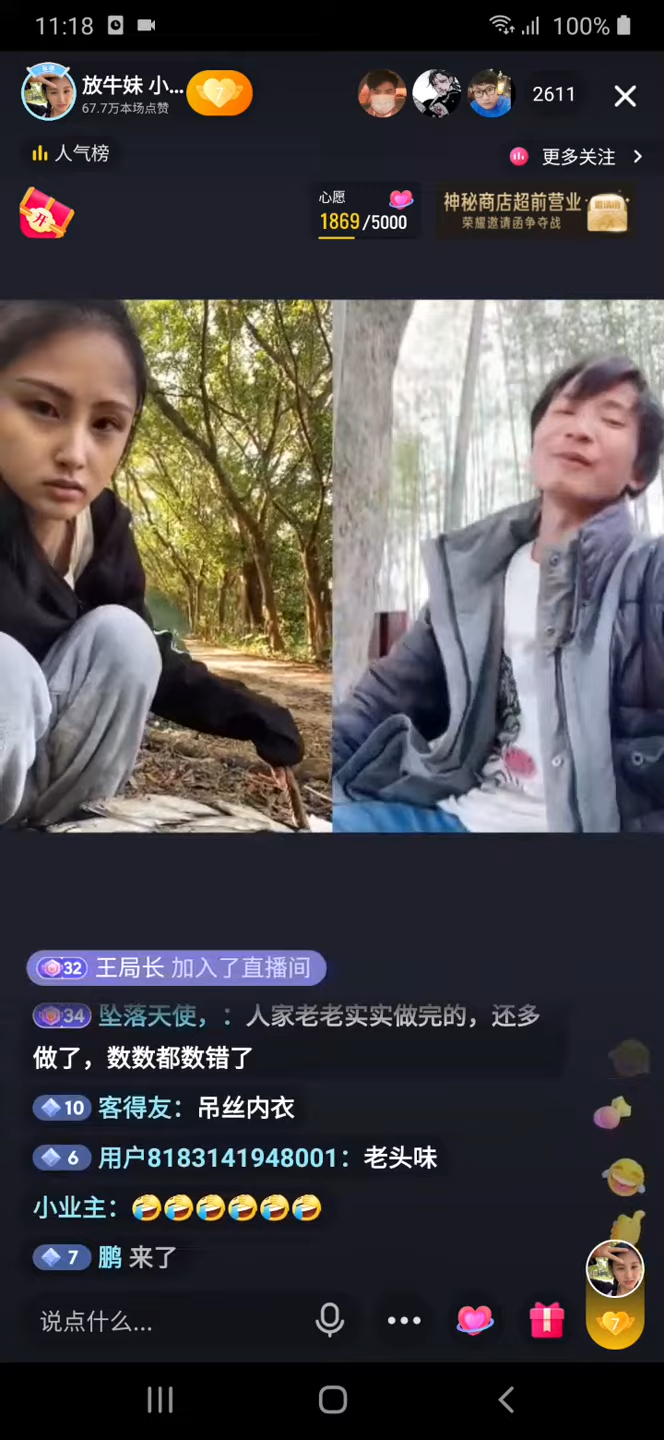 11:18
100%
放牛妹 小...
7
67.7万本场点赞
2611
人气榜
更多关注
开
心愿
1869/5000
神秘商店超前营业
荣耀邀请函争夺战
邀请函
32 王局长 加入了直播间
34 坠落天使，：人家老老实实做完的，还多
做了，数数都数错了
10 客得友：吊丝内衣
6 用户8183141948001：老头味
小业主：🤣🤣🤣🤣🤣🤣
7 鹏 来了
说点什么...
7